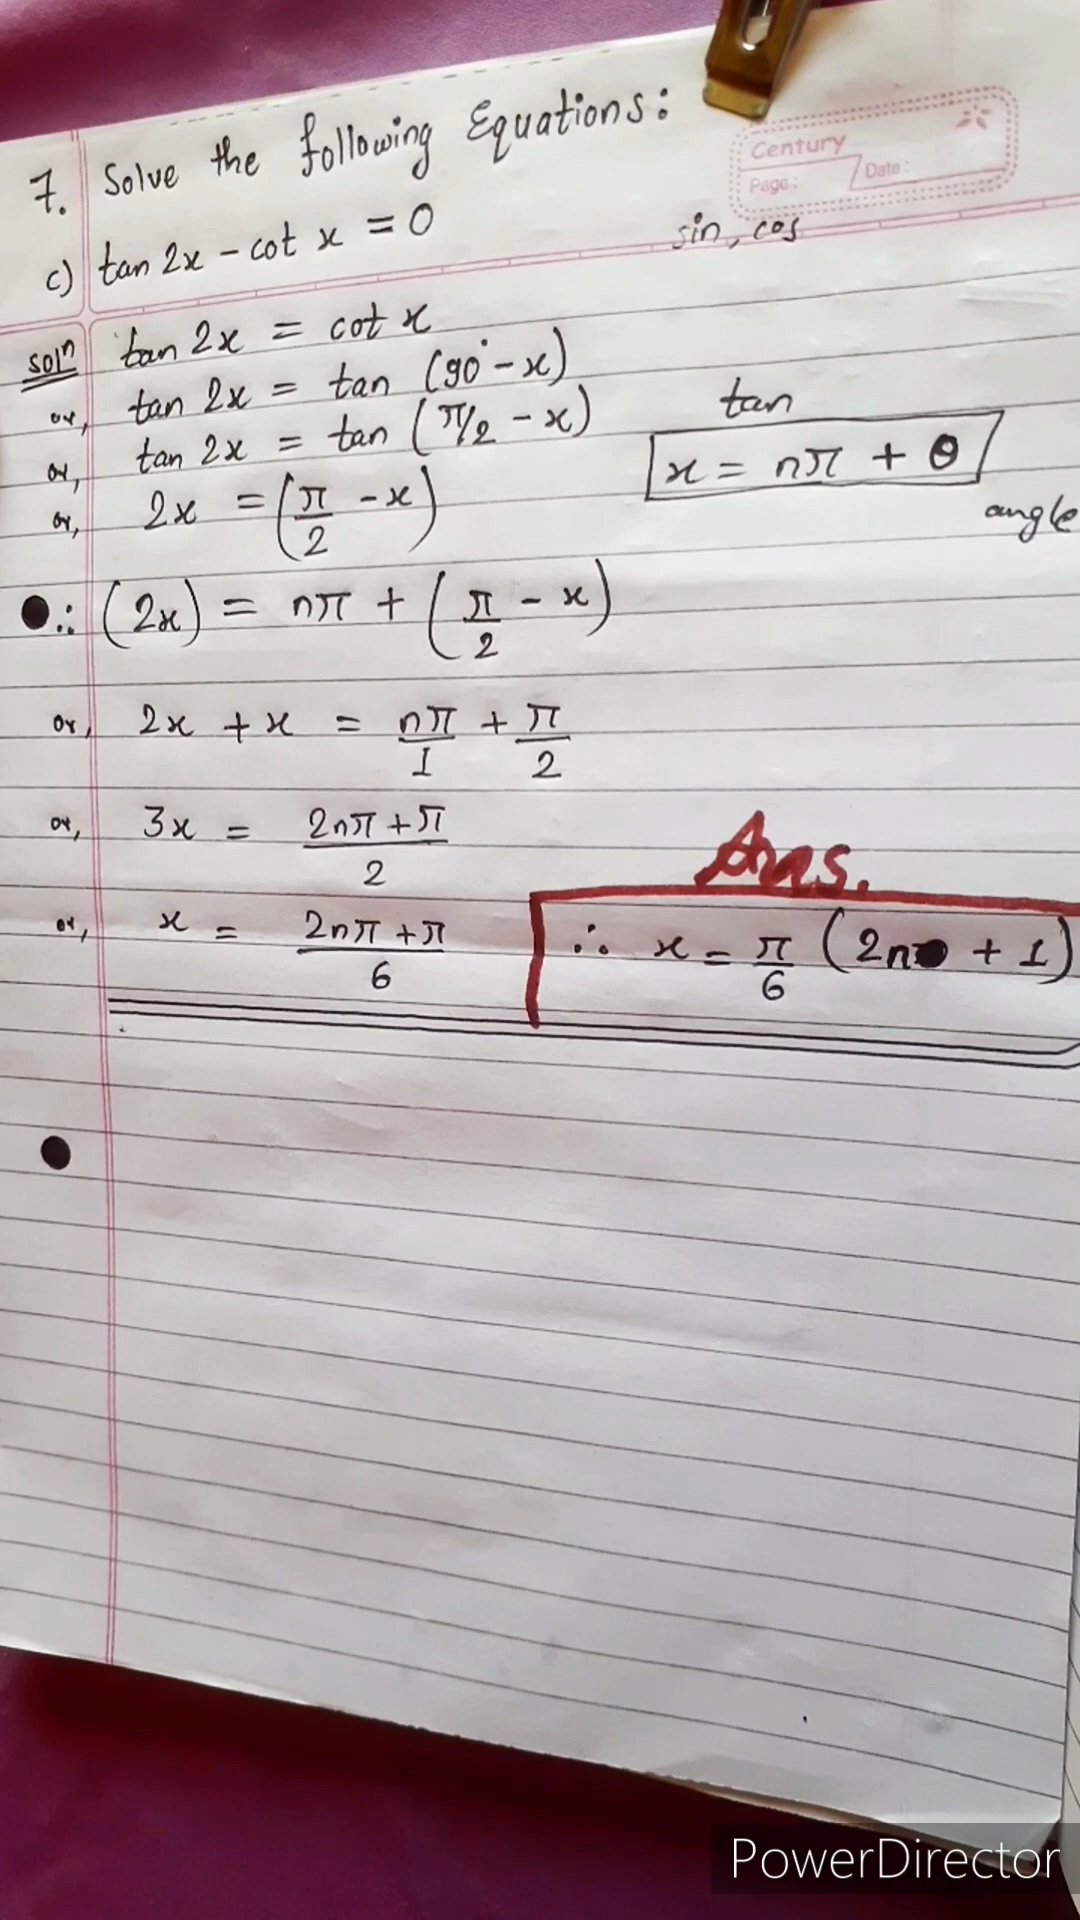 7. Solve the following Equations:
Century
Page:
Date:
c) tan 2x - cot x = 0
sin, cos
Solⁿ tan 2x = cot x
or, tan 2x = tan (90° - x)
or, tan 2x = tan (π/2 - x)
tan
x = nπ + θ
angle
or, 2x = (π/2 - x)
∴ (2x) = nπ + (π/2 - x)
or, 2x + x = nπ/1 + π/2
or, 3x = 2nπ + π/2
Ans.
or, x = 2nπ + π/6
∴ x = π/6 (2n + 1)
PowerDirector